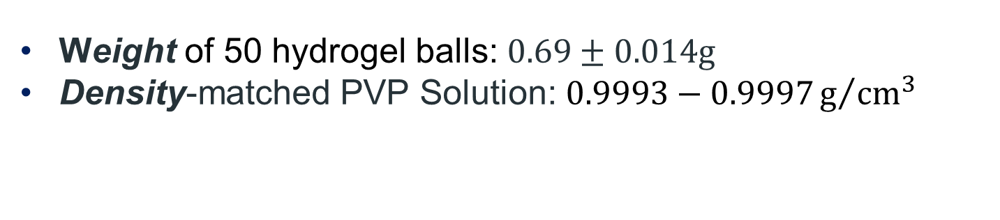 • Weight of 50 hydrogel balls: 0.69 ± 0.014g
• Density-matched PVP Solution: 0.9993 − 0.9997 g/cm³